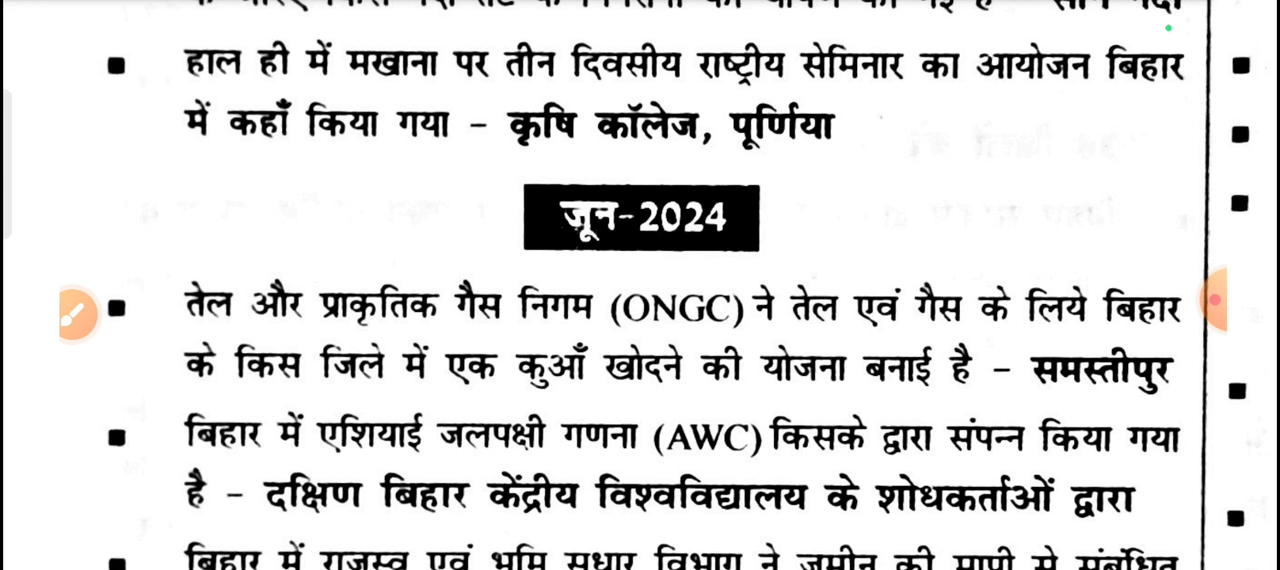 हाल ही में मखाना पर तीन दिवसीय राष्ट्रीय सेमिनार का आयोजन बिहार
में कहाँ किया गया - कृषि कॉलेज, पूर्णिया
जून-2024
तेल और प्राकृतिक गैस निगम (ONGC) ने तेल एवं गैस के लिये बिहार
के किस जिले में एक कुआँ खोदने की योजना बनाई है - समस्तीपुर
बिहार में एशियाई जलपक्षी गणना (AWC) किसके द्वारा संपन्न किया गया
है - दक्षिण बिहार केंद्रीय विश्वविद्यालय के शोधकर्ताओं द्वारा
बिहार में राजस्व एवं भूमि सुधार विभाग ने जमीन की मापी से संबंधित